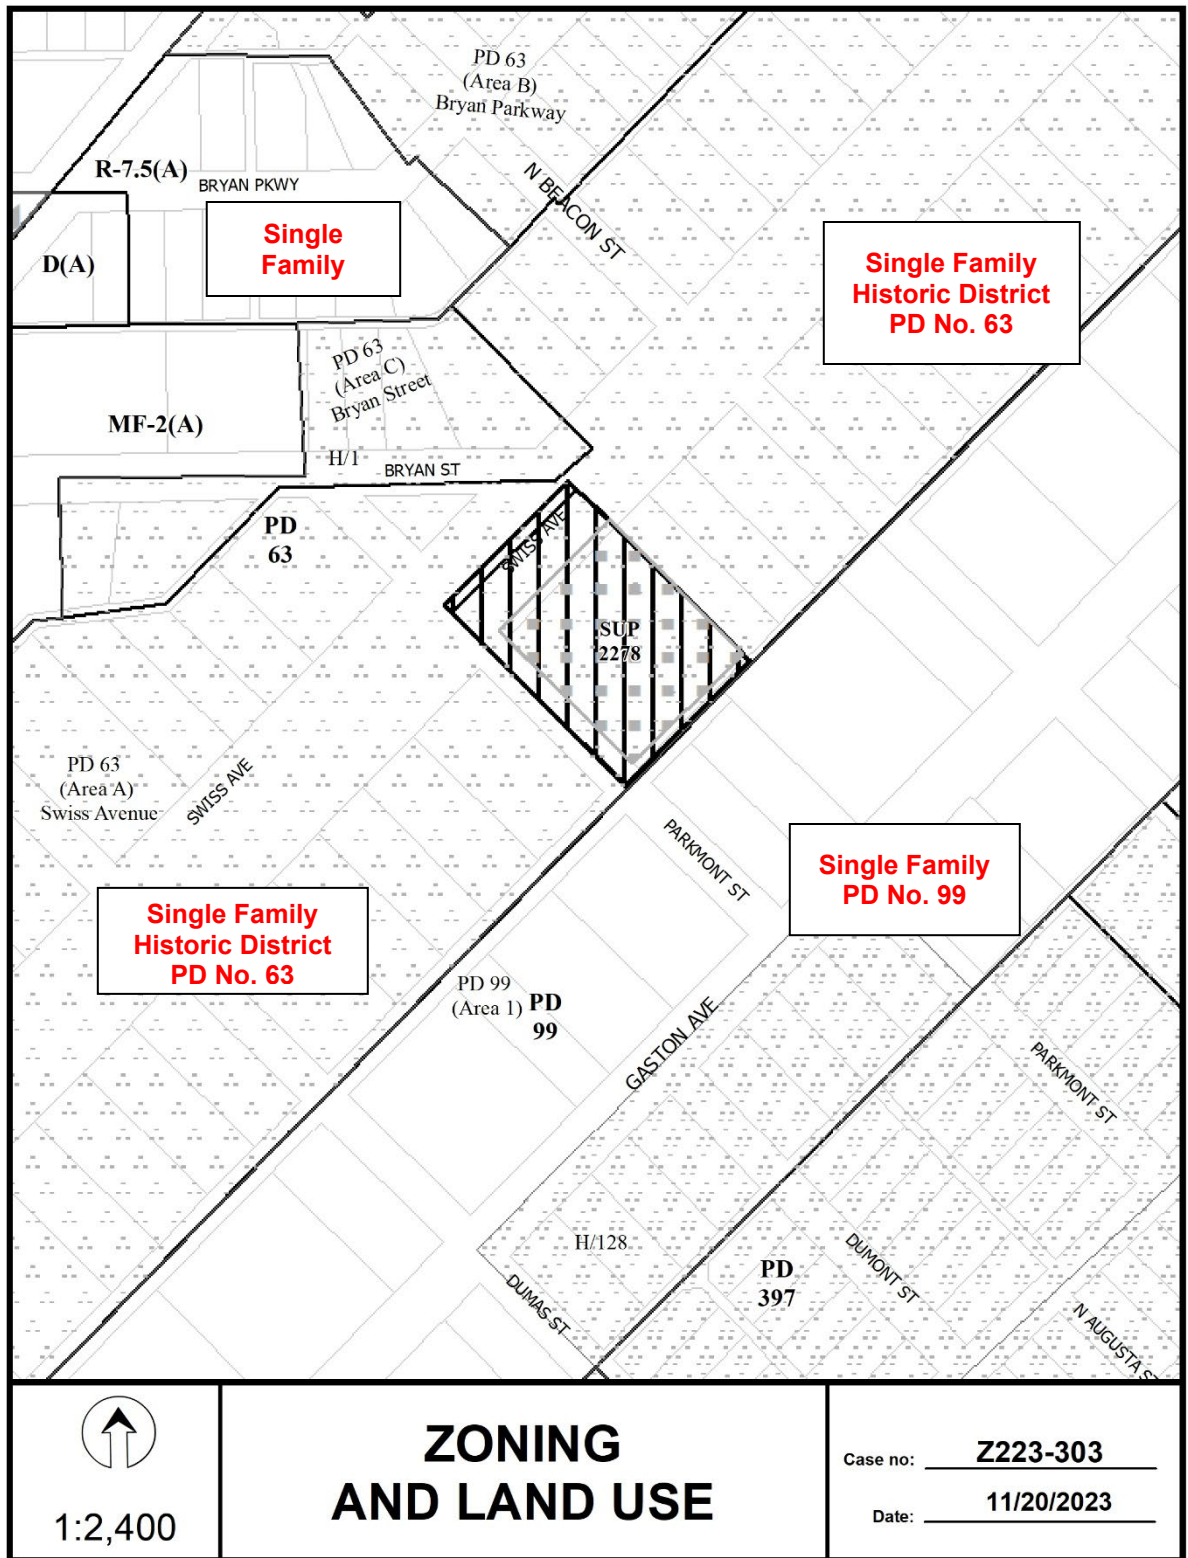 PD 63
(Area B)
Bryan Parkway
R-7.5(A)
BRYAN PKWY
N BEACON ST
Single
Family
Single Family
Historic District
PD No. 63
D(A)
PD 63
(Area C)
Bryan Street
MF-2(A)
H/1
BRYAN ST
PD
63
SWISS AVE
SUP
2278
PD 63
(Area A)
Swiss Avenue
SWISS AVE
PARKMONT ST
Single Family
PD No. 99
Single Family
Historic District
PD No. 63
PD 99
(Area 1)
PD
99
GASTON AVE
PARKMONT ST
H/128
DUMAS ST
PD
397
DUMONT ST
N AUGUSTA ST
1:2,400
ZONING
AND LAND USE
Case no: Z223-303
Date: 11/20/2023